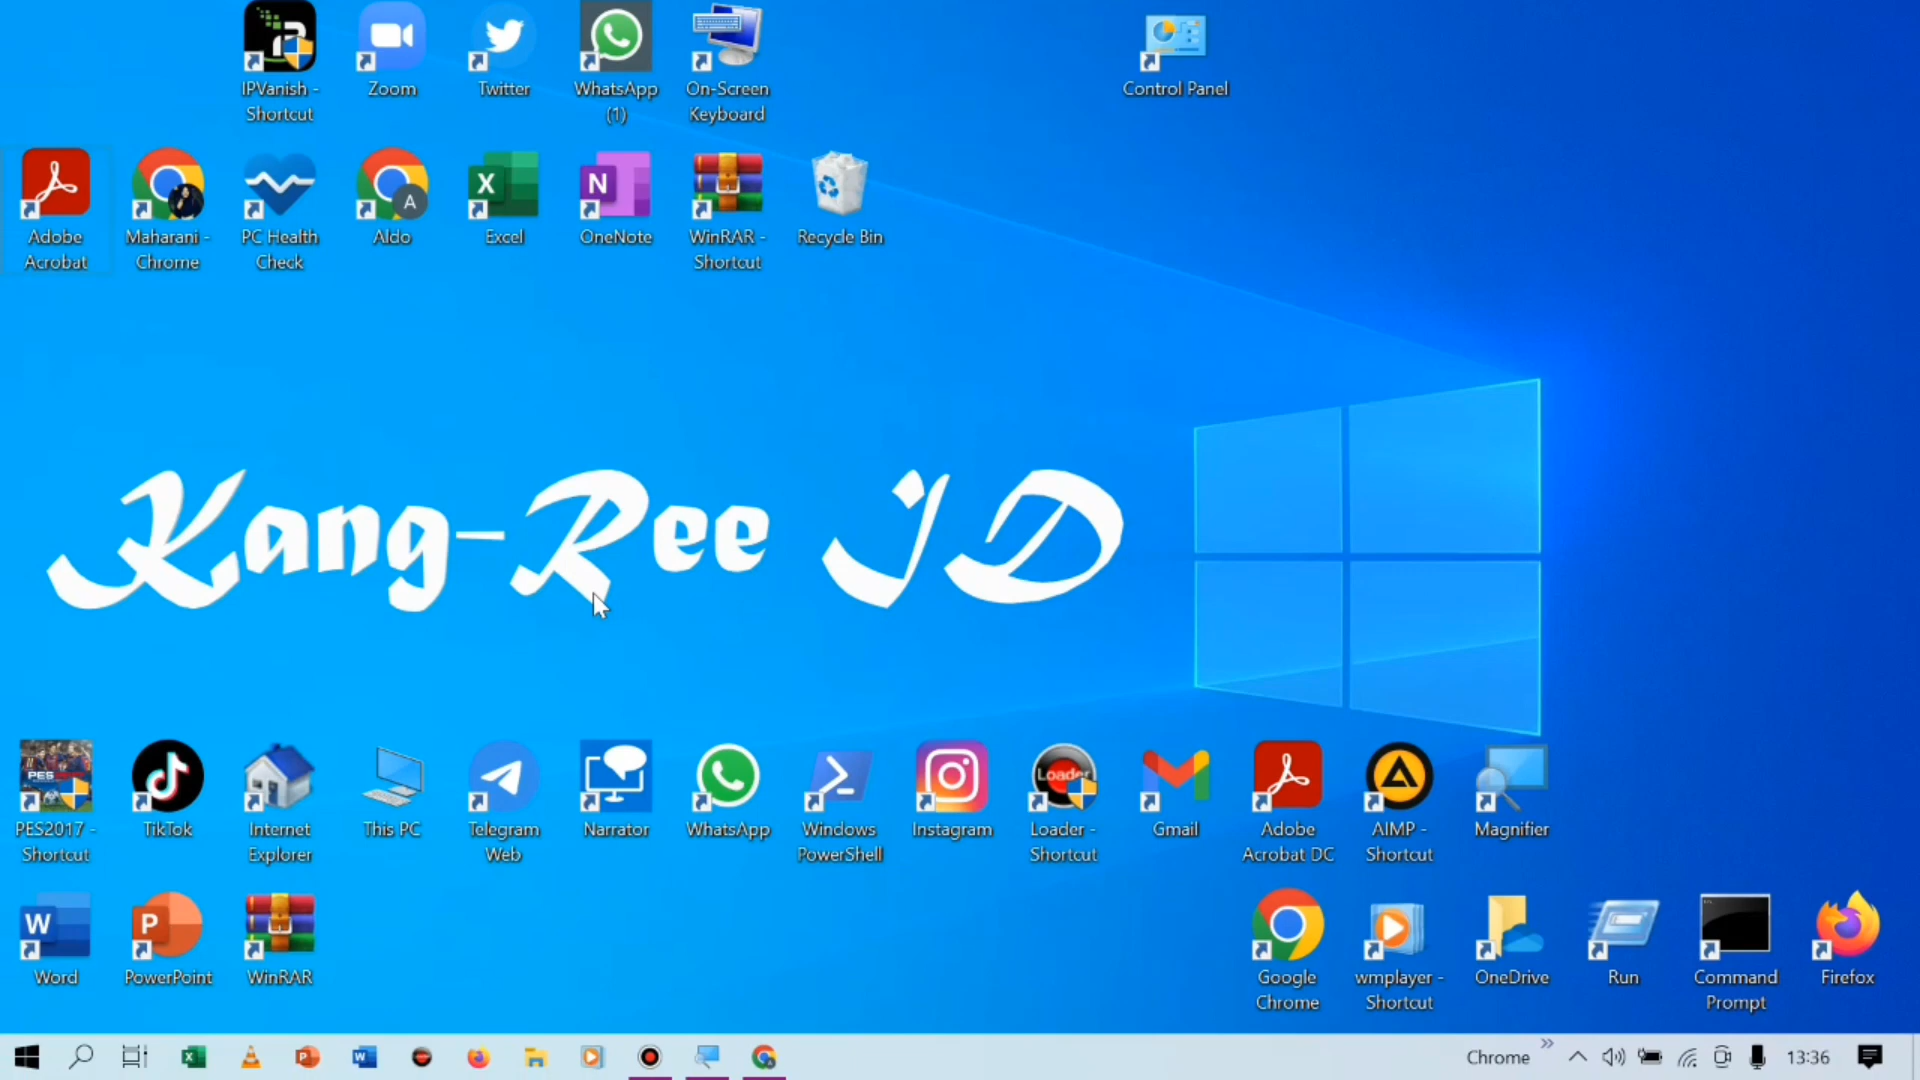 IPVanish -
Shortcut
Zoom
Twitter
WhatsApp
(1)
On-Screen
Keyboard
Control Panel
Adobe
Acrobat
Maharani -
Chrome
PC Health
Check
A
Aldo
X
Excel
N
OneNote
WinRAR -
Shortcut
Recycle Bin
Kang-Ree ID
PES
PES2017 -
Shortcut
TikTok
Internet
Explorer
This PC
Telegram
Web
Narrator
WhatsApp
Windows
PowerShell
Instagram
Loader
Loader -
Shortcut
Gmail
Adobe
Acrobat DC
AIMP -
Shortcut
Magnifier
W
Word
P
PowerPoint
WinRAR
Google
Chrome
wmplayer -
Shortcut
OneDrive
Run
Command
Prompt
Firefox
Chrome
13:36